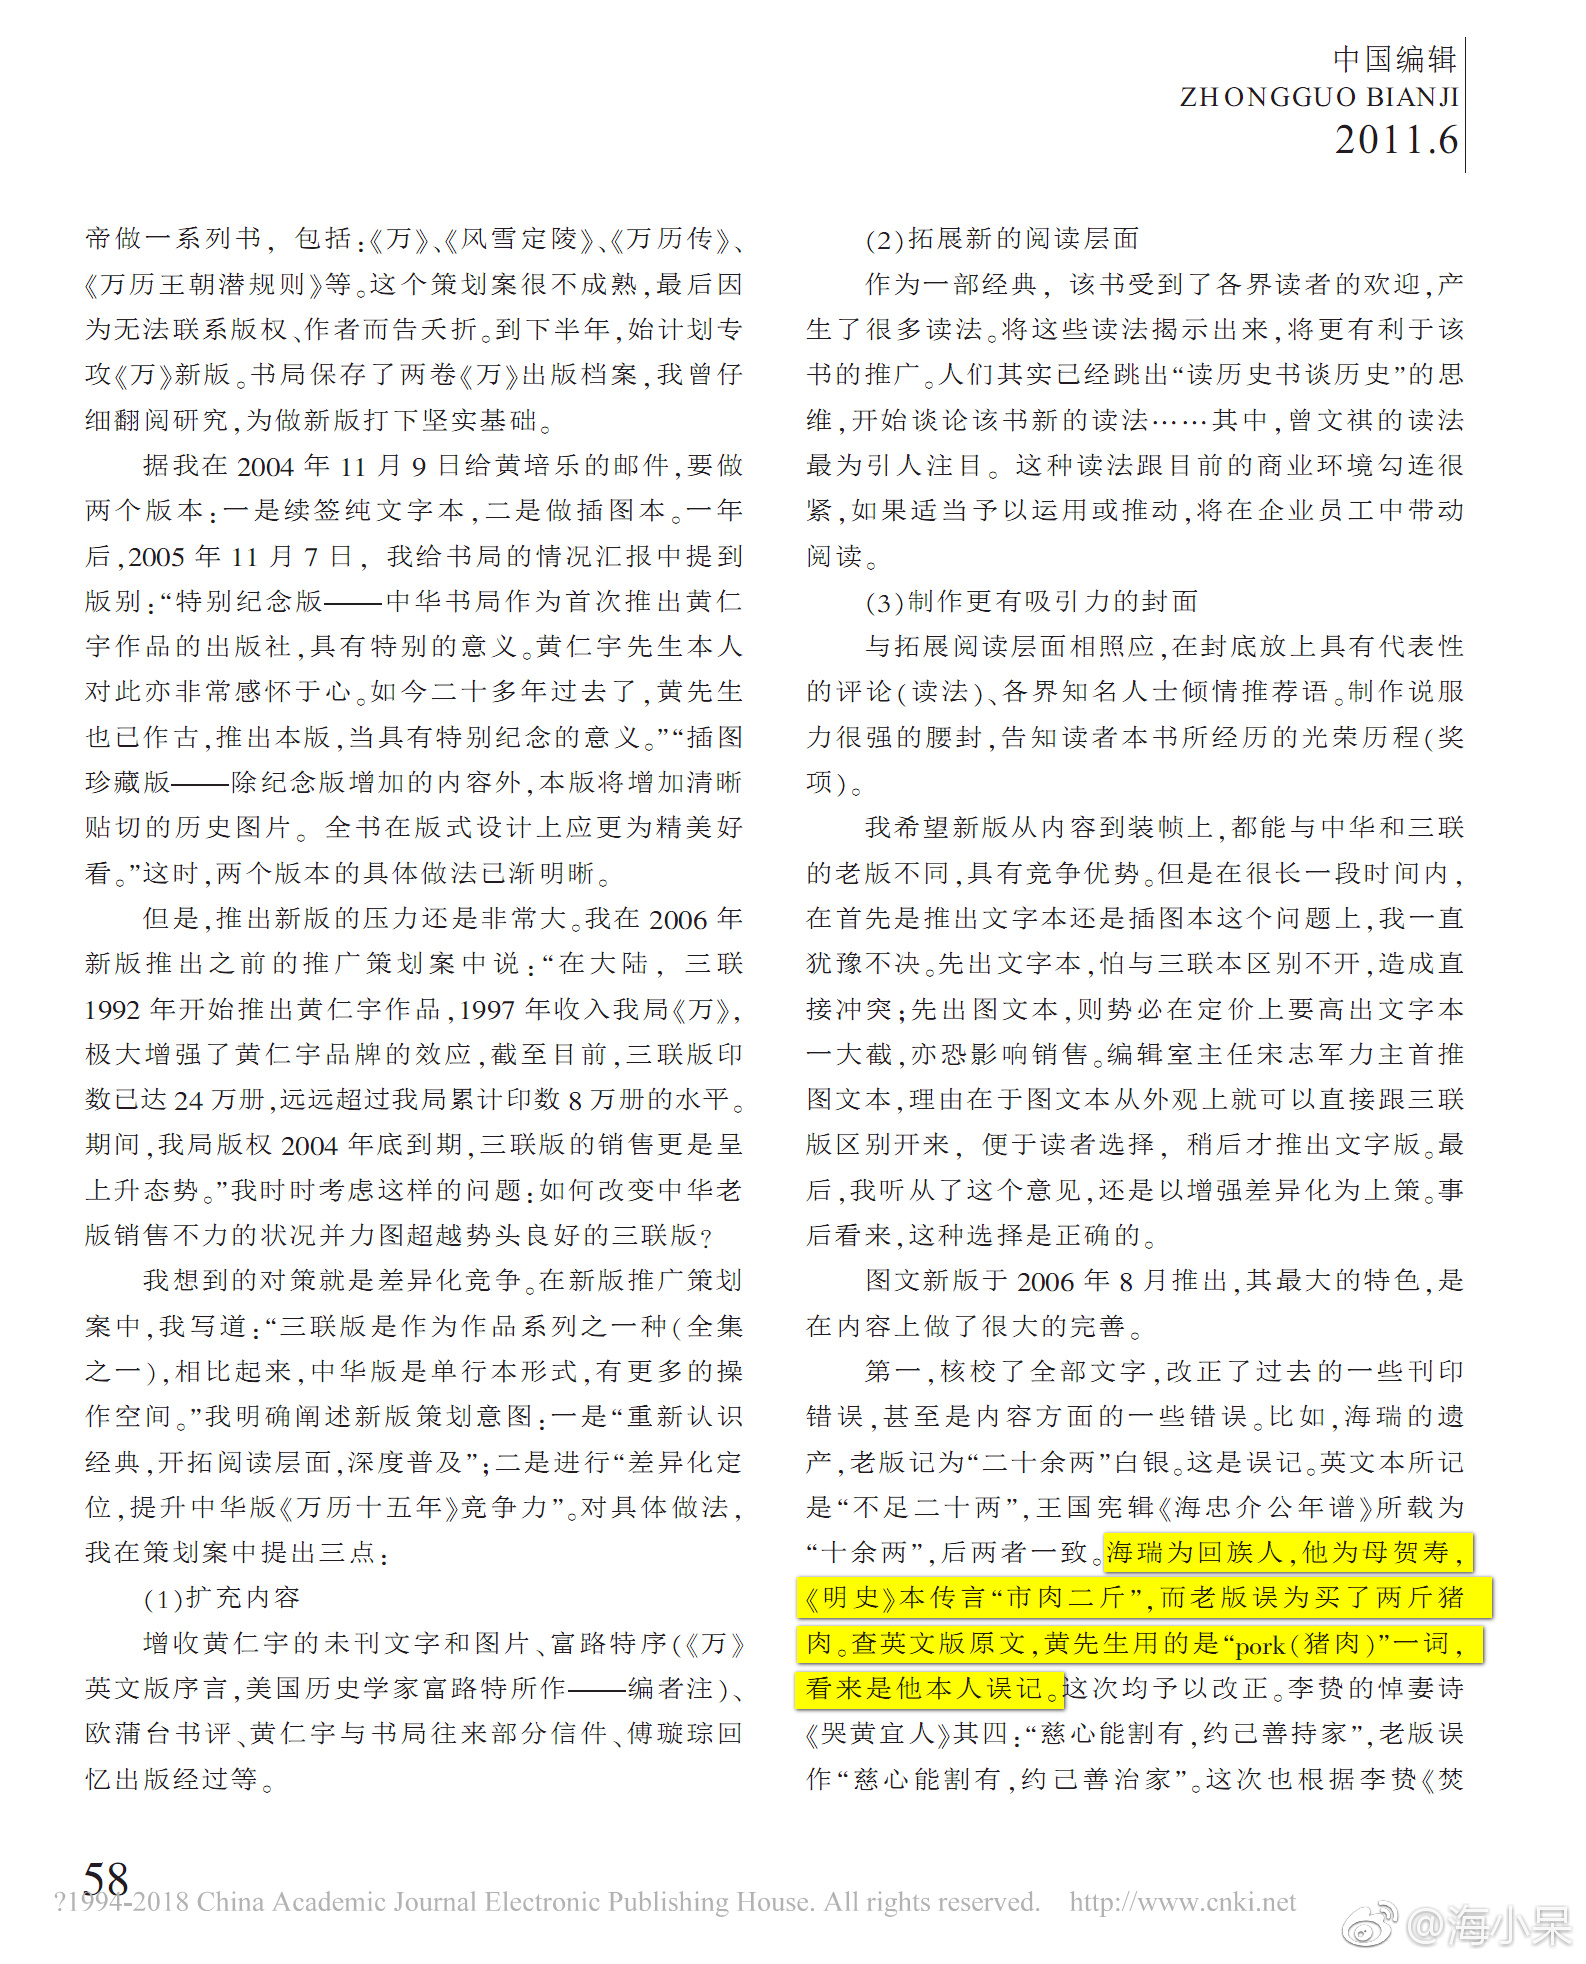 中国编辑
ZHONGGUO BIANJI
2011.6
帝做一系列书，包括：《万》、《风雪定陵》、《万历传》、
《万历王朝潜规则》等。这个策划案很不成熟，最后因
为无法联系版权、作者而告夭折。到下半年，始计划专
攻《万》新版。书局保存了两卷《万》出版档案，我曾仔
细翻阅研究，为做新版打下坚实基础。
据我在 2004 年 11 月 9 日给黄培乐的邮件，要做
两个版本：一是续签纯文字本，二是做插图本。一年
后，2005 年 11 月 7 日，我给书局的情况汇报中提到
版别：“特别纪念版——中华书局作为首次推出黄仁
宇作品的出版社，具有特别的意义。黄仁宇先生本人
对此亦非常感怀于心。如今二十多年过去了，黄先生
也已作古，推出本版，当具有特别纪念的意义。”“插图
珍藏版——除纪念版增加的内容外，本版将增加清晰
贴切的历史图片。全书在版式设计上应更为精美好
看。”这时，两个版本的具体做法已渐明晰。
但是，推出新版的压力还是非常大。我在 2006 年
新版推出之前的推广策划案中说：“在大陆，三联
1992 年开始推出黄仁宇作品，1997 年收入我局《万》，
极大增强了黄仁宇品牌的效应，截至目前，三联版印
数已达 24 万册，远远超过我局累计印数 8 万册的水平。
期间，我局版权 2004 年底到期，三联版的销售更是呈
上升态势。”我时时考虑这样的问题：如何改变中华老
版销售不力的状况并力图超越势头良好的三联版？
我想到的对策就是差异化竞争。在新版推广策划
案中，我写道：“三联版是作为作品系列之一种（全集
之一），相比起来，中华版是单行本形式，有更多的操
作空间。”我明确阐述新版策划意图：一是“重新认识
经典，开拓阅读层面，深度普及”；二是进行“差异化定
位，提升中华版《万历十五年》竞争力”。对具体做法，
我在策划案中提出三点：
(1)扩充内容
增收黄仁宇的未刊文字和图片、富路特序（《万》
英文版序言，美国历史学家富路特所作——编者注）、
欧蒲台书评、黄仁宇与书局往来部分信件、傅璇琮回
忆出版经过等。
(2)拓展新的阅读层面
作为一部经典，该书受到了各界读者的欢迎，产
生了很多读法。将这些读法揭示出来，将更有利于该
书的推广。人们其实已经跳出“读历史书谈历史”的思
维，开始谈论该书新的读法……其中，曾文祺的读法
最为引人注目。这种读法跟目前的商业环境勾连很
紧，如果适当予以运用或推动，将在企业员工中带动
阅读。
(3)制作更有吸引力的封面
与拓展阅读层面相照应，在封底放上具有代表性
的评论（读法）、各界知名人士倾情推荐语。制作说服
力很强的腰封，告知读者本书所经历的光荣历程（奖
项）。
我希望新版从内容到装帧上，都能与中华和三联
的老版不同，具有竞争优势。但是在很长一段时间内，
在首先是推出文字本还是插图本这个问题上，我一直
犹豫不决。先出文字本，怕与三联本区别不开，造成直
接冲突；先出图文本，则势必在定价上要高出文字本
一大截，亦恐影响销售。编辑室主任宋志军力主首推
图文本，理由在于图文本从外观上就可以直接跟三联
版区别开来，便于读者选择，稍后才推出文字版。最
后，我听从了这个意见，还是以增强差异化为上策。事
后看来，这种选择是正确的。
图文新版于 2006 年 8 月推出，其最大的特色，是
在内容上做了很大的完善。
第一，核校了全部文字，改正了过去的一些刊印
错误，甚至是内容方面的一些错误。比如，海瑞的遗
产，老版记为“二十余两”白银。这是误记。英文本所记
是“不足二十两”，王国宪辑《海忠介公年谱》所载为
“十余两”，后两者一致。海瑞为回族人，他为母贺寿，
《明史》本传言“市肉二斤”，而老版误为买了两斤猪
肉。查英文版原文，黄先生用的是“pork（猪肉）”一词，
看来是他本人误记。这次均予以改正。李贽的悼妻诗
《哭黄宜人》其四：“慈心能割有，约己善持家”，老版误
作“慈心能割有，约己善治家”。这次也根据李贽《焚
58
?1994-2018 China Academic Journal Electronic Publishing House. All rights reserved. http://www.cnki.net
@海小呆